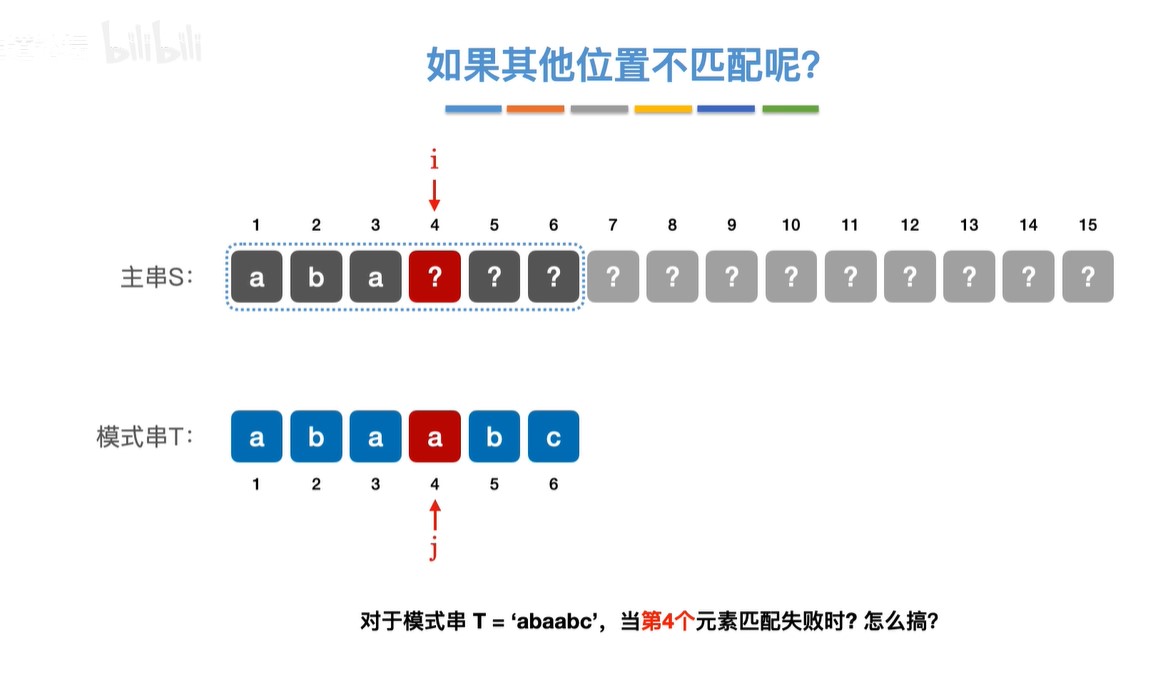 bilibili
如果其他位置不匹配呢?
i
1 2 3 4 5 6 7 8 9 10 11 12 13 14 15
主串S: a b a ? ? ? ? ? ? ? ? ? ? ? ?
模式串T: a b a a b c
1 2 3 4 5 6
j
对于模式串 T = ‘abaabc’，当第4个元素匹配失败时? 怎么搞?